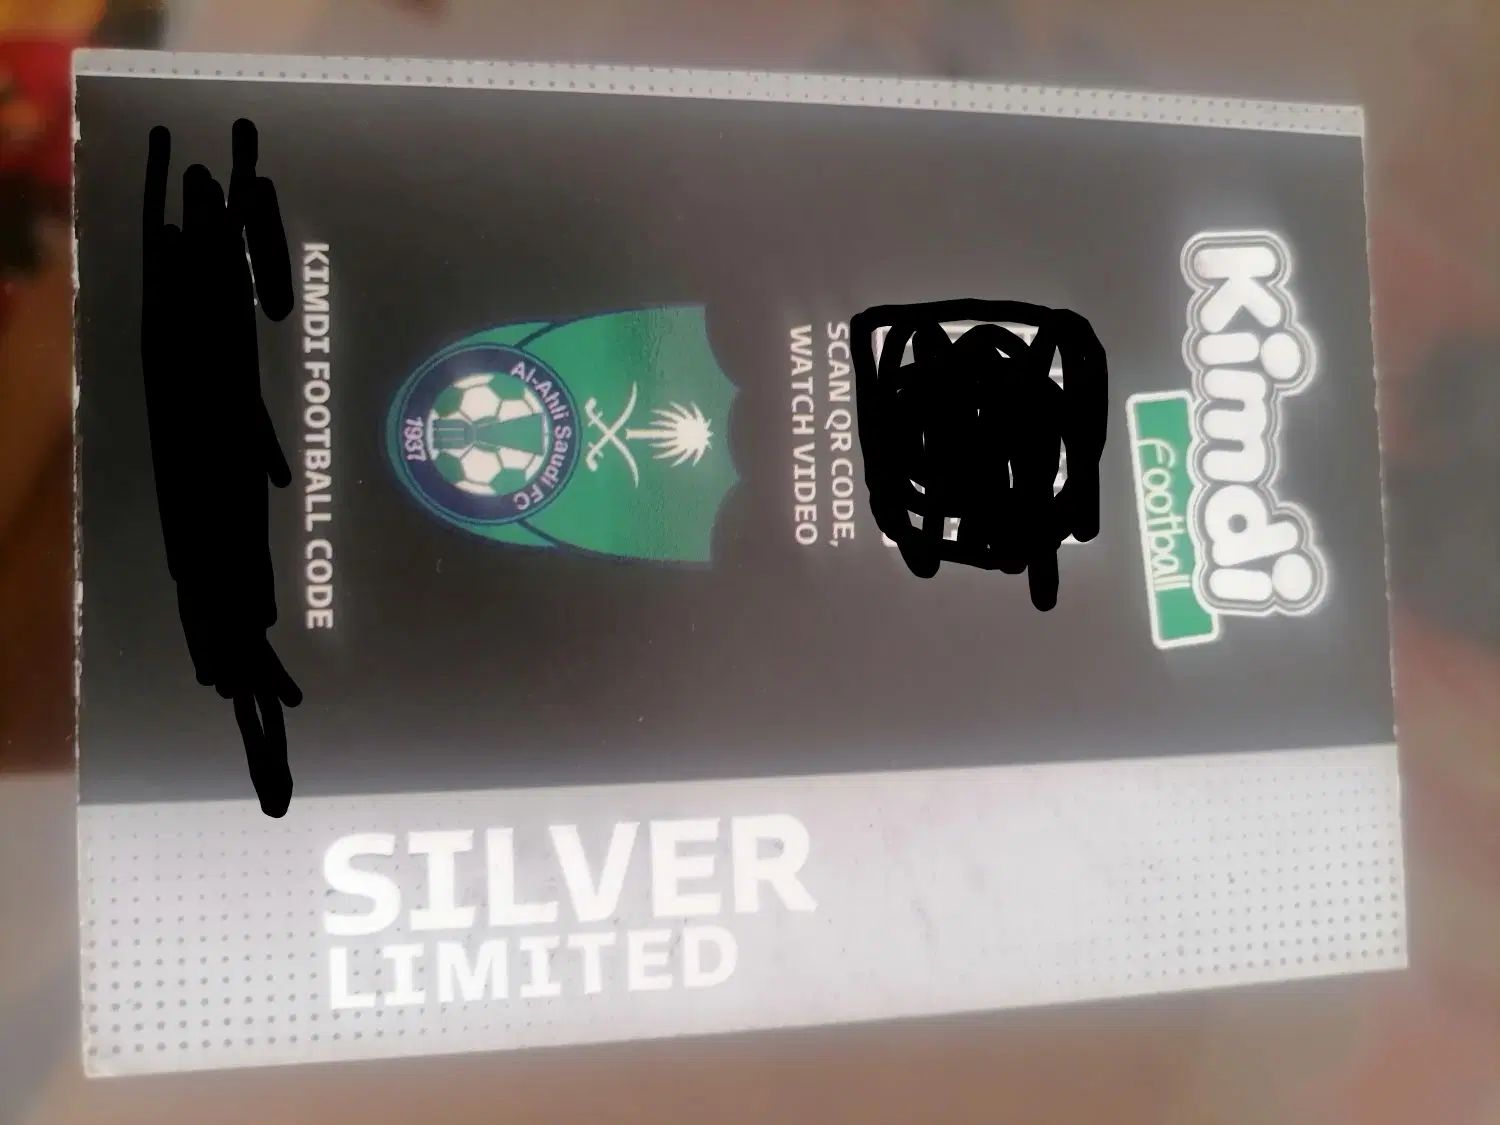 Kimdi
Football
SCAN QR CODE,
WATCH VIDEO
Al-Ahli Saudi FC
1937
KIMDI FOOTBALL CODE
SILVER
LIMITED